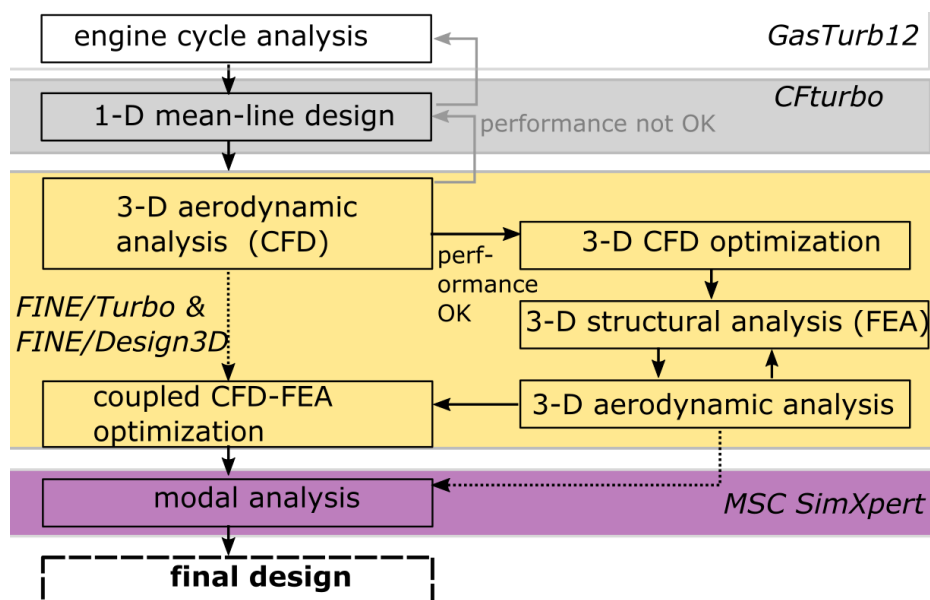 engine cycle analysis
GasTurb12
CFturbo
1-D mean-line design
performance not OK
3-D aerodynamic
analysis (CFD)
3-D CFD optimization
perf-
ormance
OK
FINE/Turbo &
FINE/Design3D
3-D structural analysis (FEA)
coupled CFD-FEA
optimization
3-D aerodynamic analysis
modal analysis
MSC SimXpert
final design